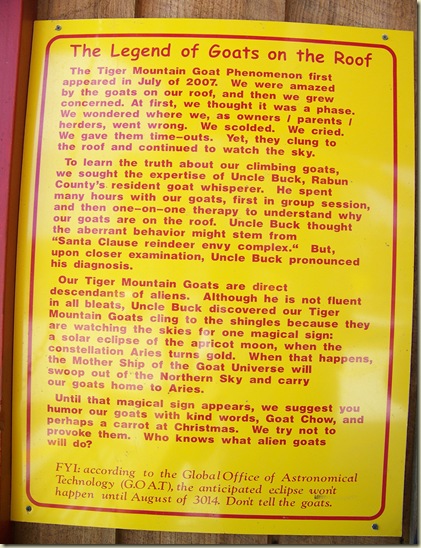 The Legend of Goats on the Roof
The Tiger Mountain Goat Phenomenon first
appeared in July of 2007. We were amazed
by the goats on our roof, and then we grew
concerned. At first, we thought it was a phase.
We wondered where we, as owners / parents /
herders, went wrong. We scolded. We cried.
We gave them time-outs. Yet, they clung to
the roof and continued to watch the sky.
To learn the truth about our climbing goats,
we sought the expertise of Uncle Buck, Rabun
County's resident goat whisperer. He spent
many hours with our goats, first in group session,
and then one-on-one therapy to understand why
our goats are on the roof. Uncle Buck thought
the aberrant behavior might stem from
"Santa Clause reindeer envy complex." But,
upon closer examination, Uncle Buck pronounced
his diagnosis.
Our Tiger Mountain Goats are direct
descendants of aliens. Although he is not fluent
in all bleats, Uncle Buck discovered our Tiger
Mountain Goats cling to the shingles because they
are watching the skies for one magical sign:
a solar eclipse of the apricot moon, when the
constellation Aries turns gold. When that happens,
the Mother Ship of the Goat Universe will
swoop out of the Northern Sky and carry
our goats home to Aries.
Until that magical sign appears, we suggest you
humor our goats with kind words, Goat Chow, and
perhaps a carrot at Christmas. We try not to
provoke them. Who knows what alien goats
will do?
FYI: according to the Global Office of Astronomical
Technology (G.O.A.T), the anticipated eclipse won't
happen until August of 3014. Don't tell the goats.